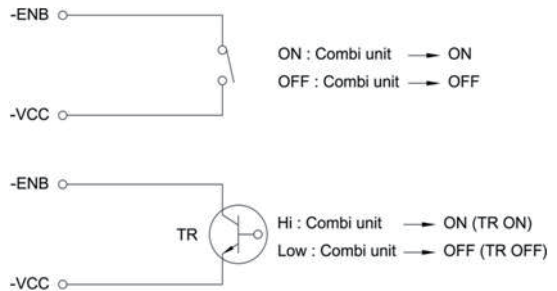 -ENB
ON : Combi unit → ON
OFF : Combi unit → OFF
-VCC
-ENB
TR
Hi : Combi unit → ON (TR ON)
Low : Combi unit → OFF (TR OFF)
-VCC